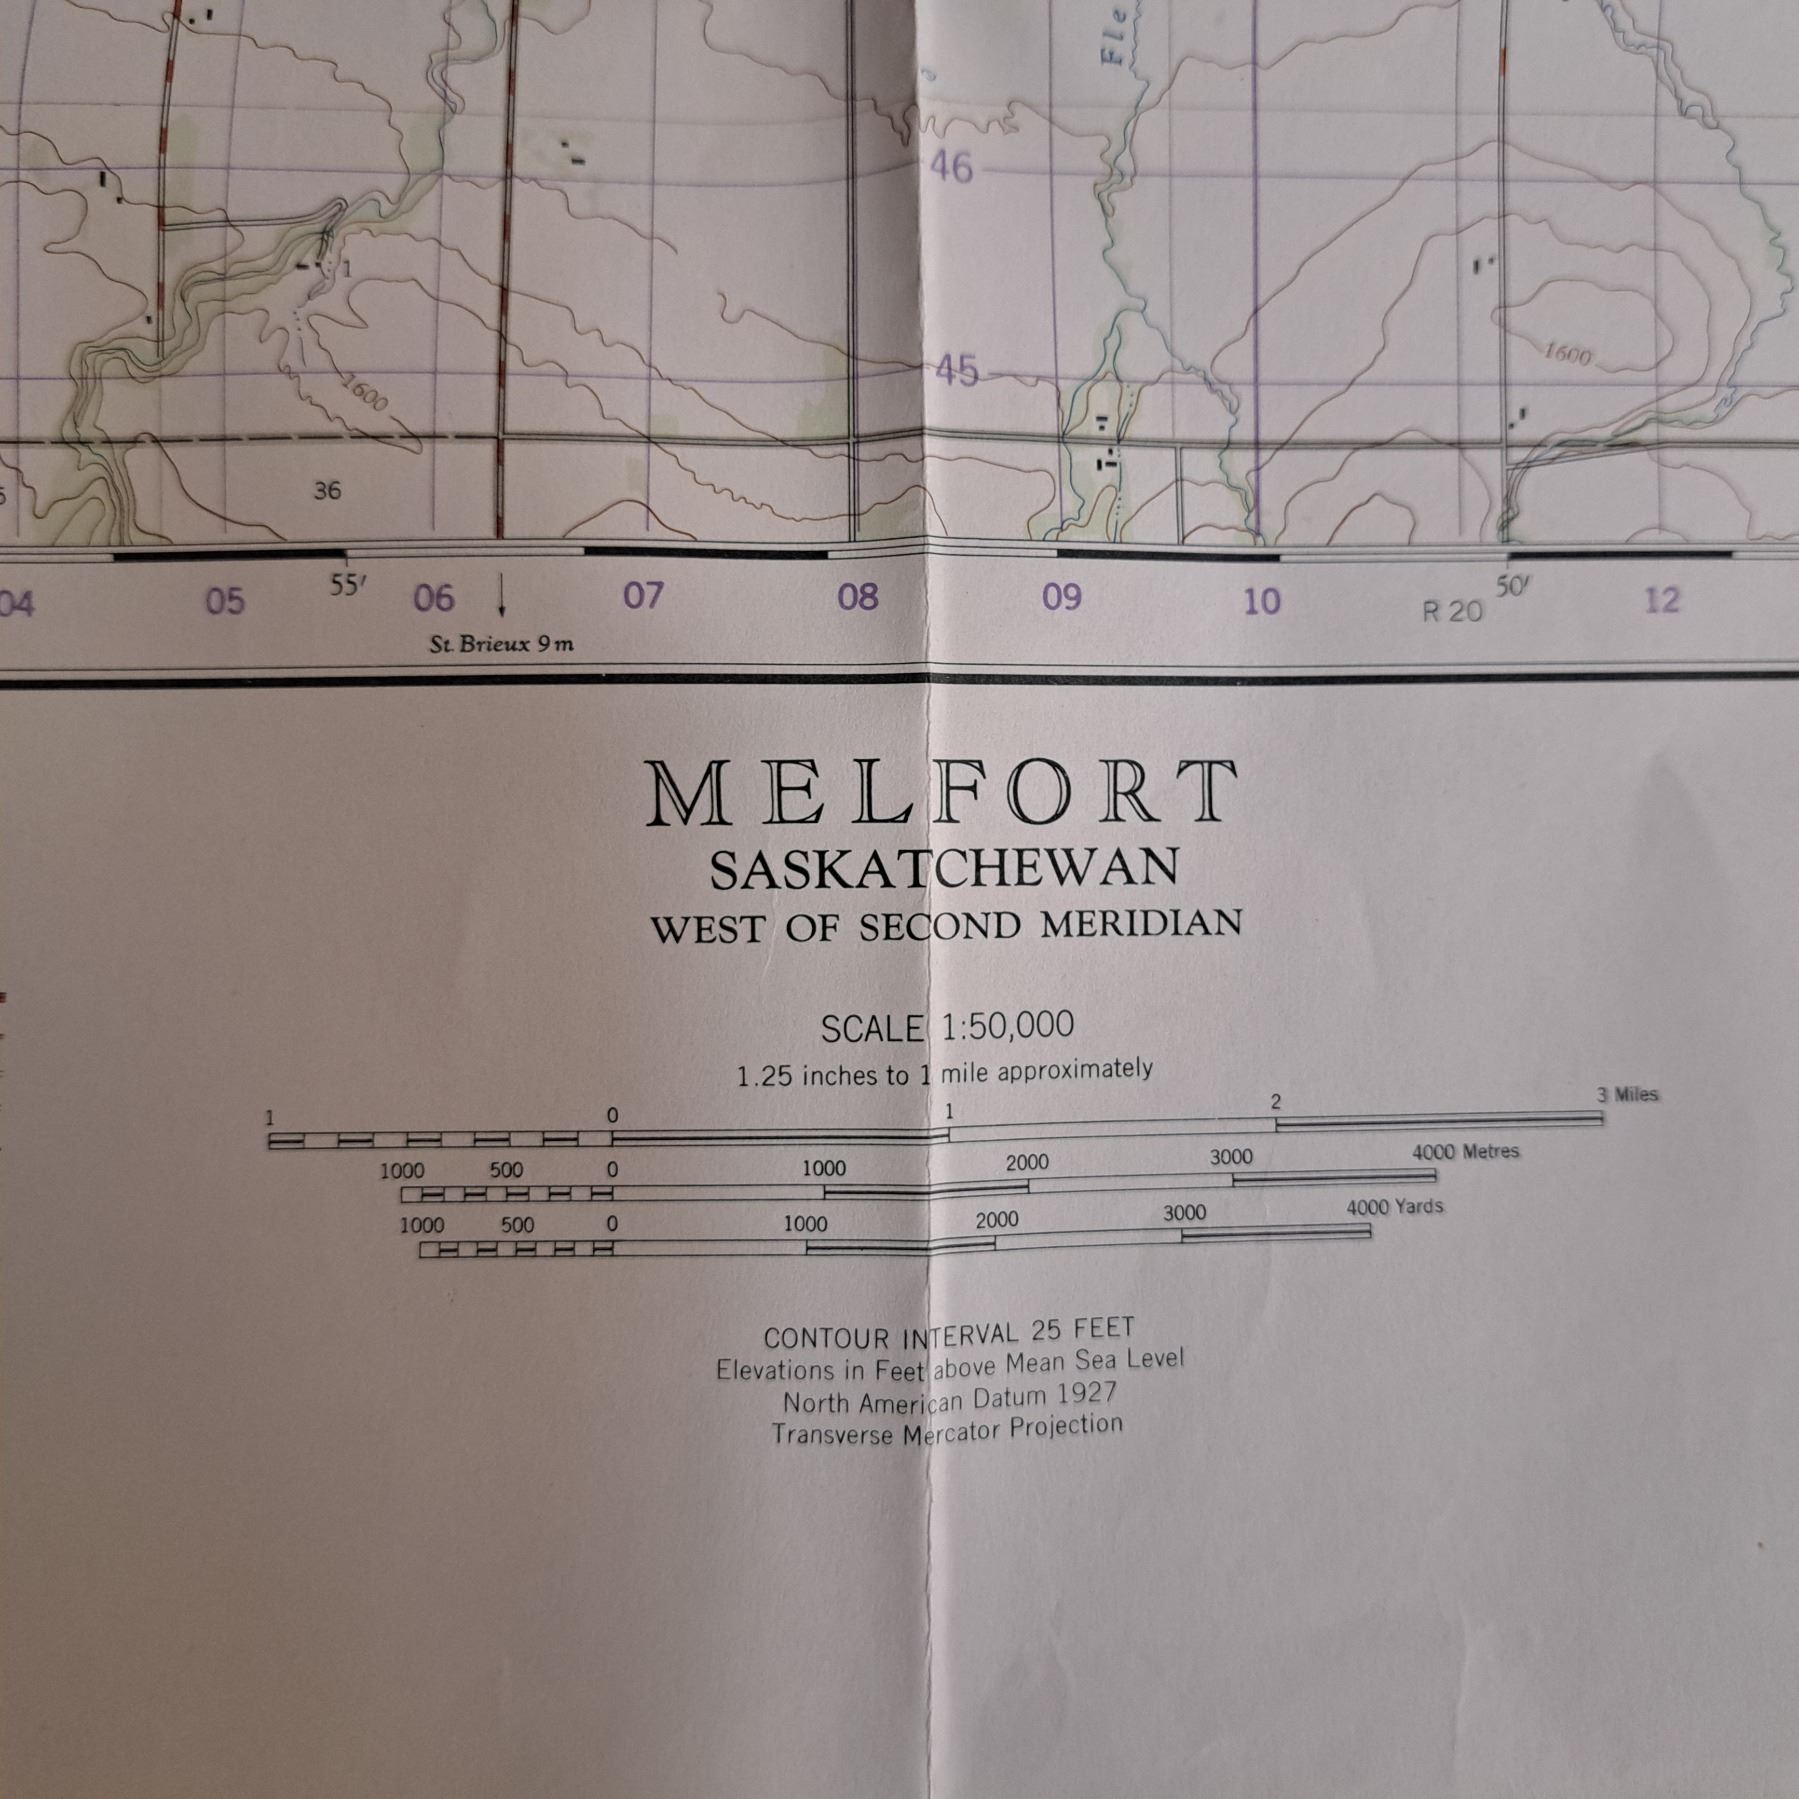 Fle
46
1
45
1600
1600
36
04 05 55′ 06 07 08 09 10 R 20 50′ 12
St. Brieux 9 m
MELFORT
SASKATCHEWAN
WEST OF SECOND MERIDIAN
SCALE 1:50,000
1.25 inches to 1 mile approximately
1 0 1 2 3 Miles
1000 500 0 1000 2000 3000 4000 Metres
1000 500 0 1000 2000 3000 4000 Yards
CONTOUR INTERVAL 25 FEET
Elevations in Feet above Mean Sea Level
North American Datum 1927
Transverse Mercator Projection